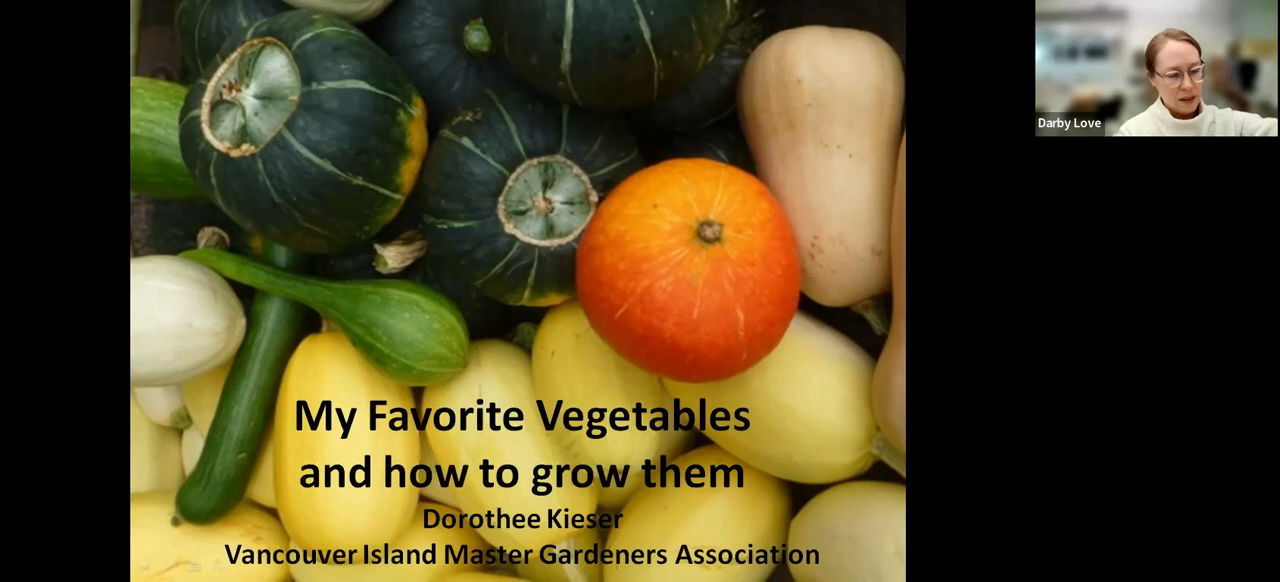 My Favorite Vegetables
and how to grow them
Dorothee Kieser
Vancouver Island Master Gardeners Association
Darby Love